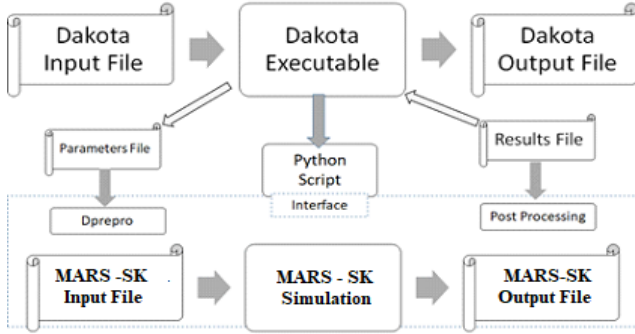 Dakota
Input File
Dakota
Executable
Dakota
Output File
Parameters File
Python
Script
Results File
Interface
Dprepro
Post Processing
MARS -SK
Input File
MARS - SK
Simulation
MARS-SK
Output File